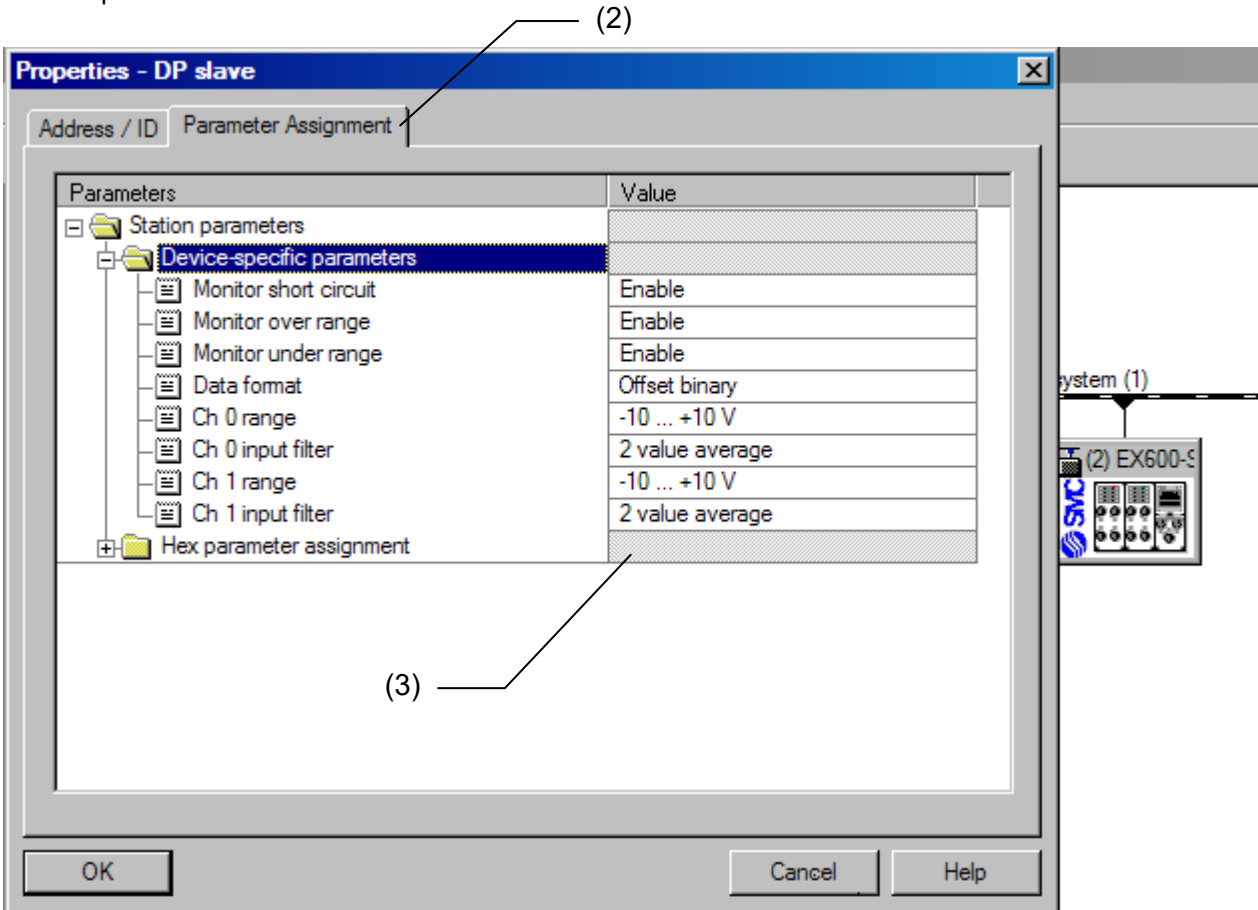 (2)
Properties - DP slave
Address / ID Parameter Assignment
Parameters Value
Station parameters
Device-specific parameters
Monitor short circuit Enable
Monitor over range Enable
Monitor under range Enable
Data format Offset binary
Ch 0 range -10 ... +10 V
Ch 0 input filter 2 value average
Ch 1 range -10 ... +10 V
Ch 1 input filter 2 value average
Hex parameter assignment
ystem (1)
(2) EX600-S
SMC
(3)
OK Cancel Help